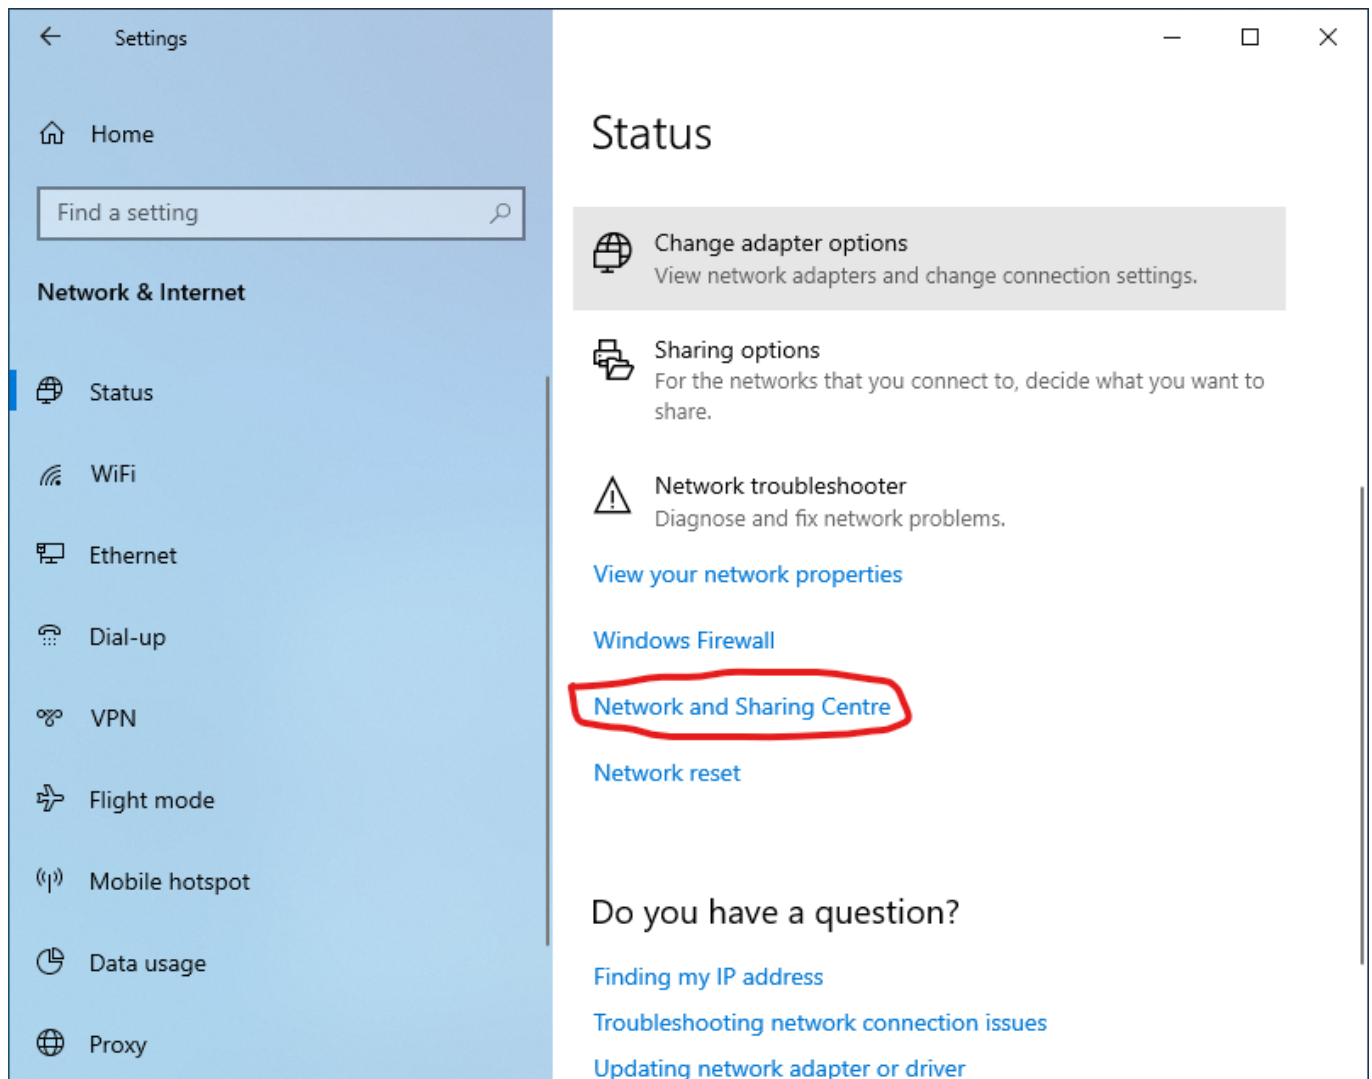 Settings
Home
Find a setting
Network & Internet
Status
WiFi
Ethernet
Dial-up
VPN
Flight mode
Mobile hotspot
Data usage
Proxy
Status
Change adapter options
View network adapters and change connection settings.
Sharing options
For the networks that you connect to, decide what you want to
share.
Network troubleshooter
Diagnose and fix network problems.
View your network properties
Windows Firewall
Network and Sharing Centre
Network reset
Do you have a question?
Finding my IP address
Troubleshooting network connection issues
Updating network adapter or driver